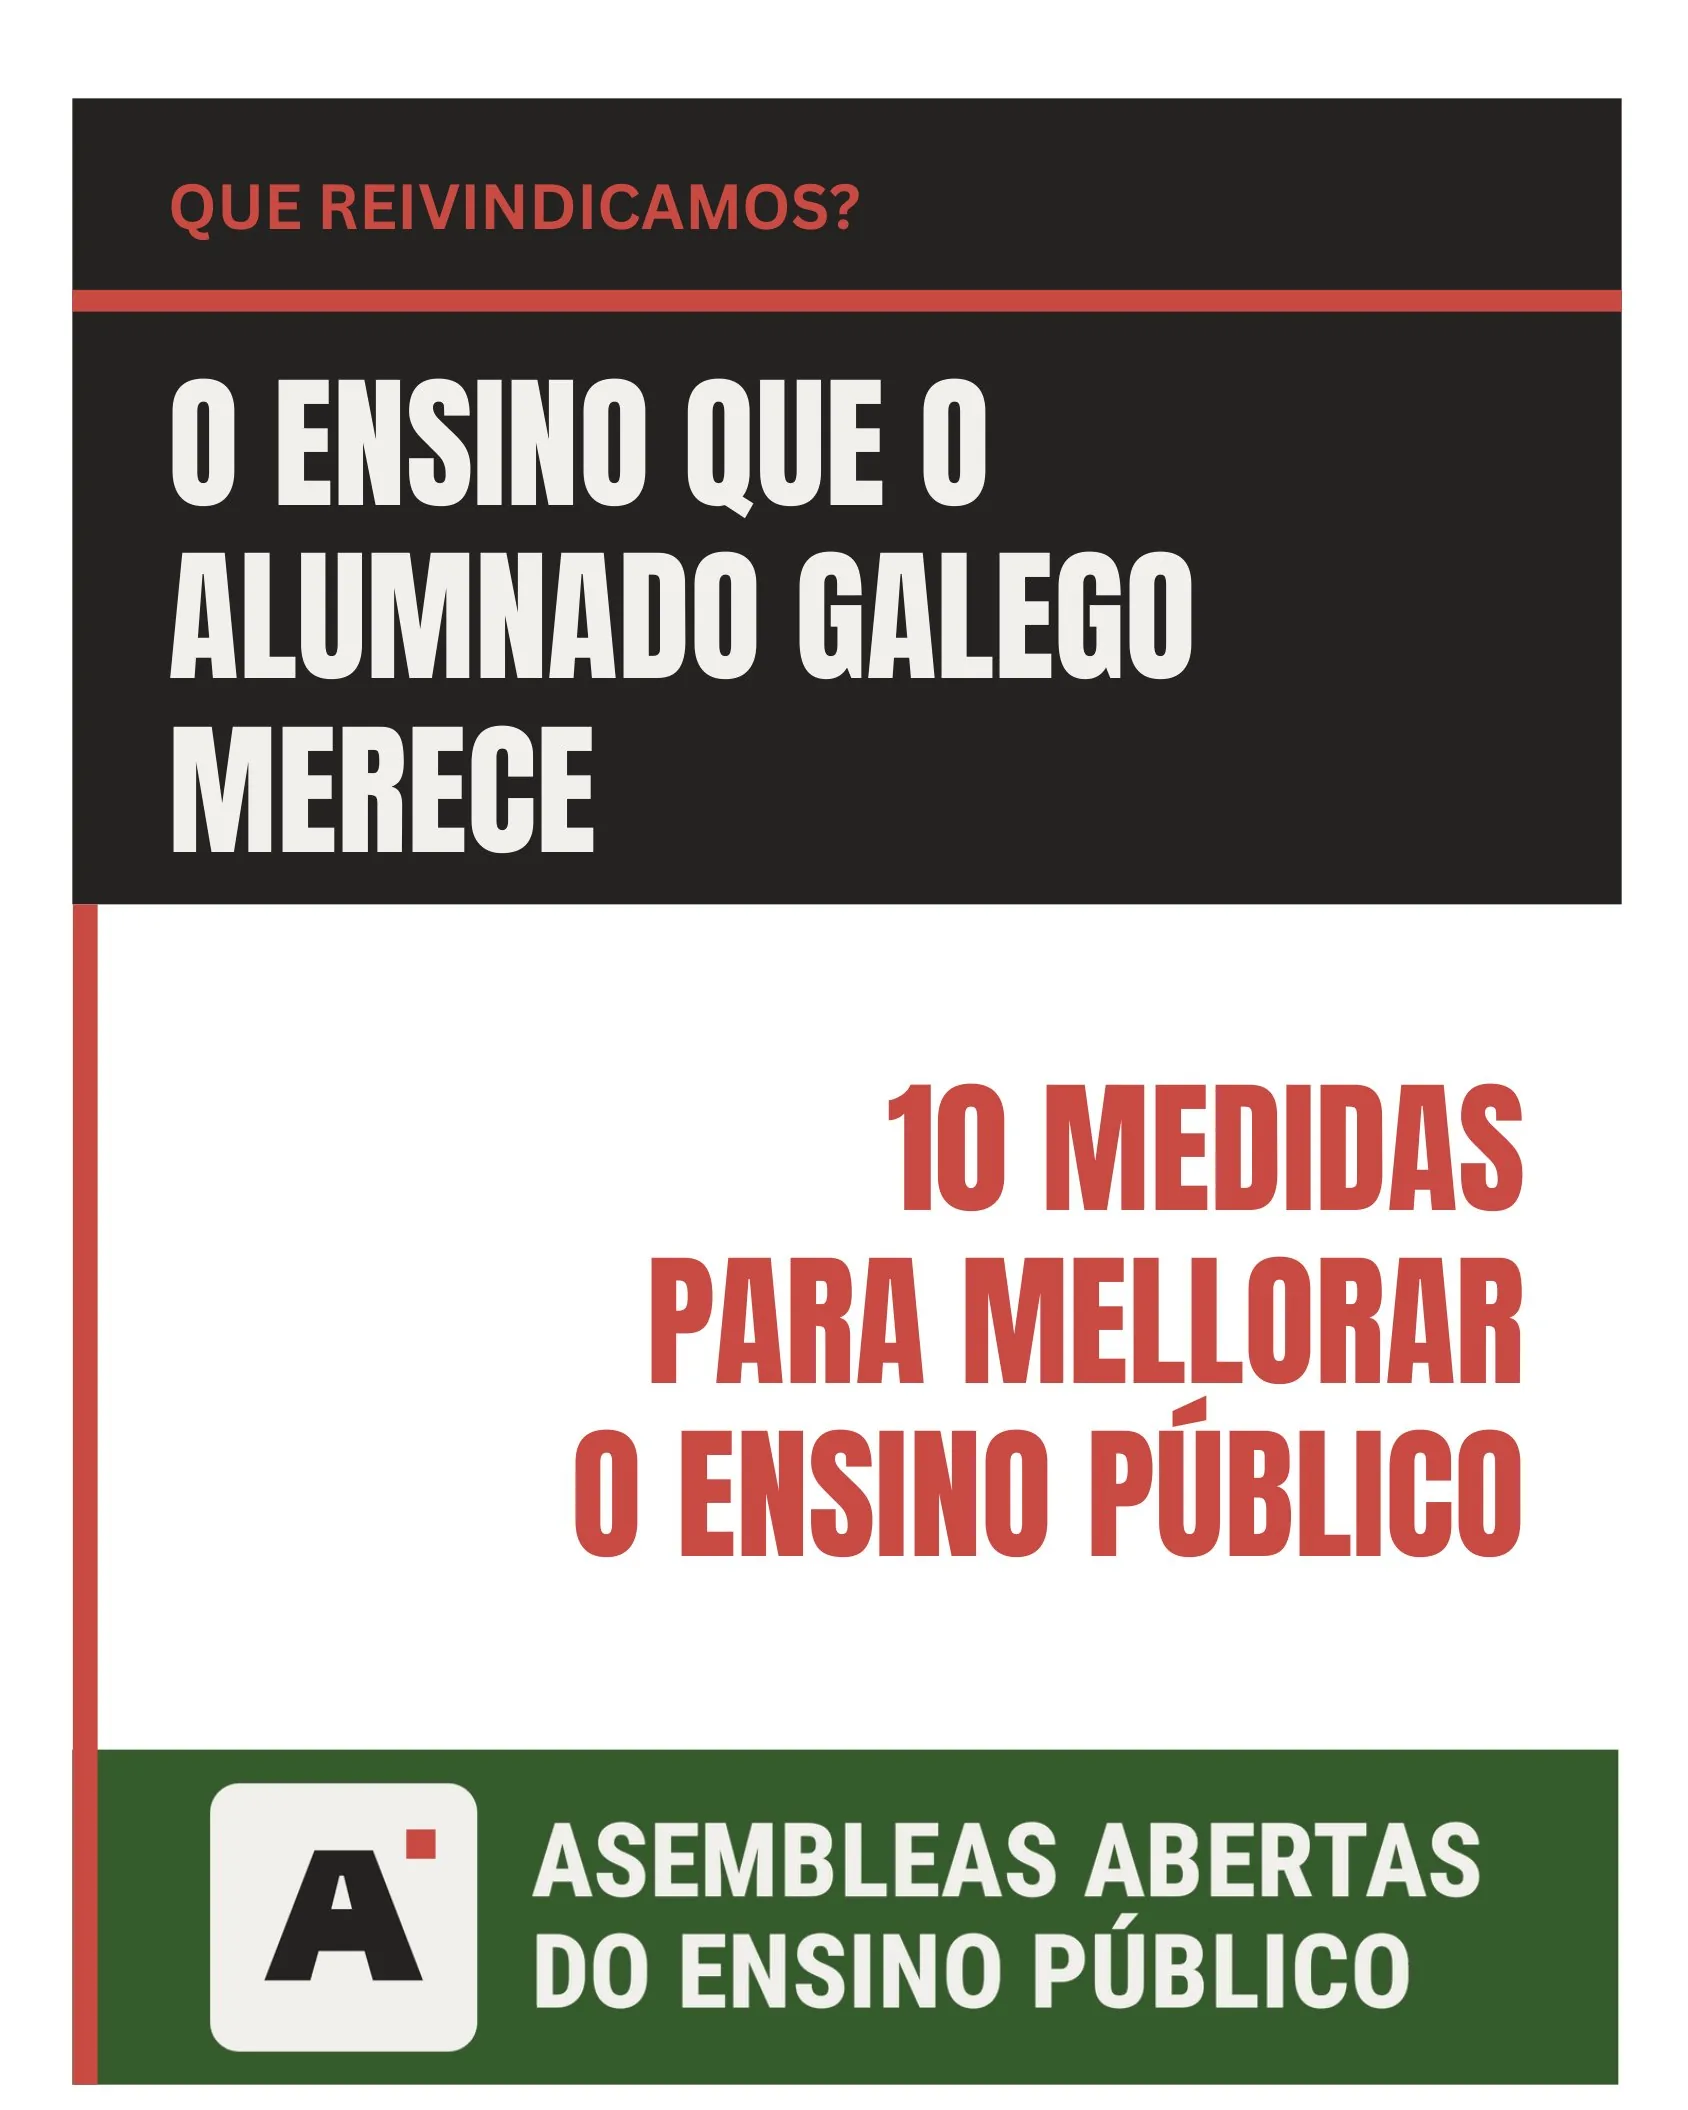 QUE REIVINDICAMOS?
O ENSINO QUE O
ALUMNADO GALEGO
MERECE
10 MEDIDAS
PARA MELLORAR
O ENSINO PÚBLICO
A
ASEMBLEAS ABERTAS
DO ENSINO PÚBLICO